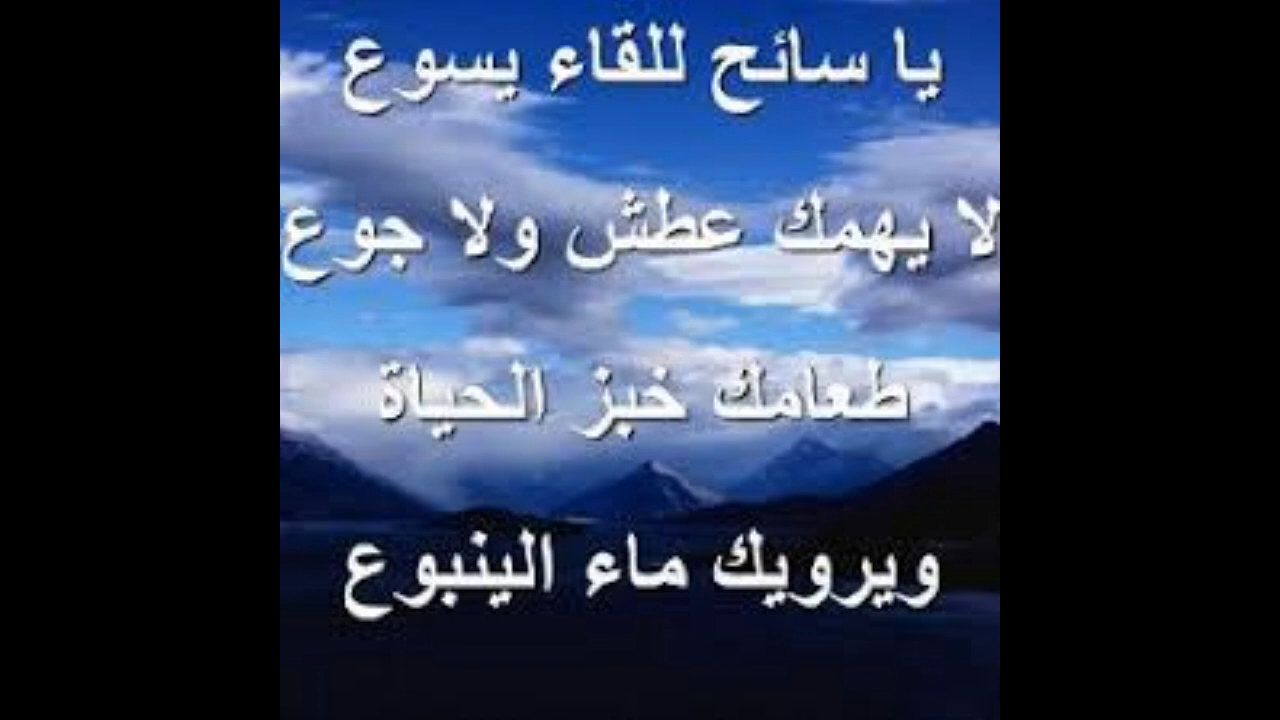 يا سائح للقاء يسوع
لا يهمك عطش ولا جوع
طعامك خبز الحياة
ويرويك ماء الينبوع